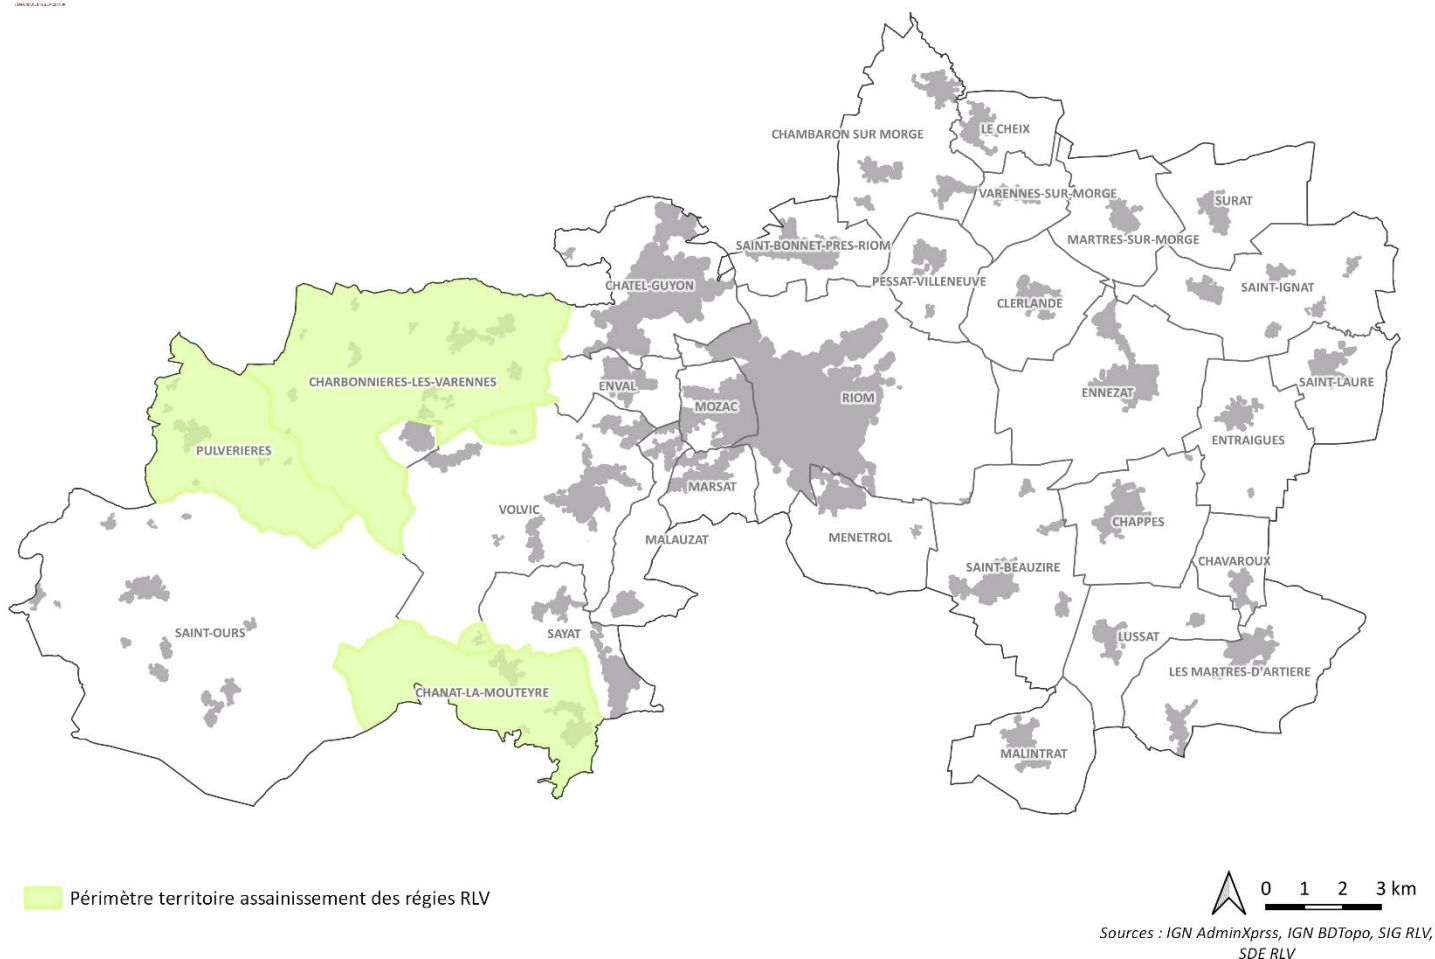 CHAMBARON SUR MORGE
LE CHEIX
VARENNES-SUR-MORGE
SURAT
MARTRES-SUR-MORGE
SAINT-BONNET-PRES-RIOM
PESSAT-VILLENEUVE
CHATEL-GUYON
SAINT-IGNAT
CLERLANDE
CHARBONNIERES-LES-VARENNES
ENVAL
SAINT-LAURE
ENNEZAT
RIOM
MOZAC
ENTRAIGUES
PULVERIERES
MARSAT
VOLVIC
CHAPPES
MALAUZAT
MENETROL
CHAVAROUX
SAINT-BEAUZIRE
SAINT-OURS
SAYAT
LUSSAT
LES MARTRES-D'ARTIERE
CHANAT-LA-MOUTEYRE
MALINTRAT
Périmètre territoire assainissement des régies RLV
0 1 2 3 km
Sources : IGN AdminXprss, IGN BDTopo, SIG RLV,
SDE RLV